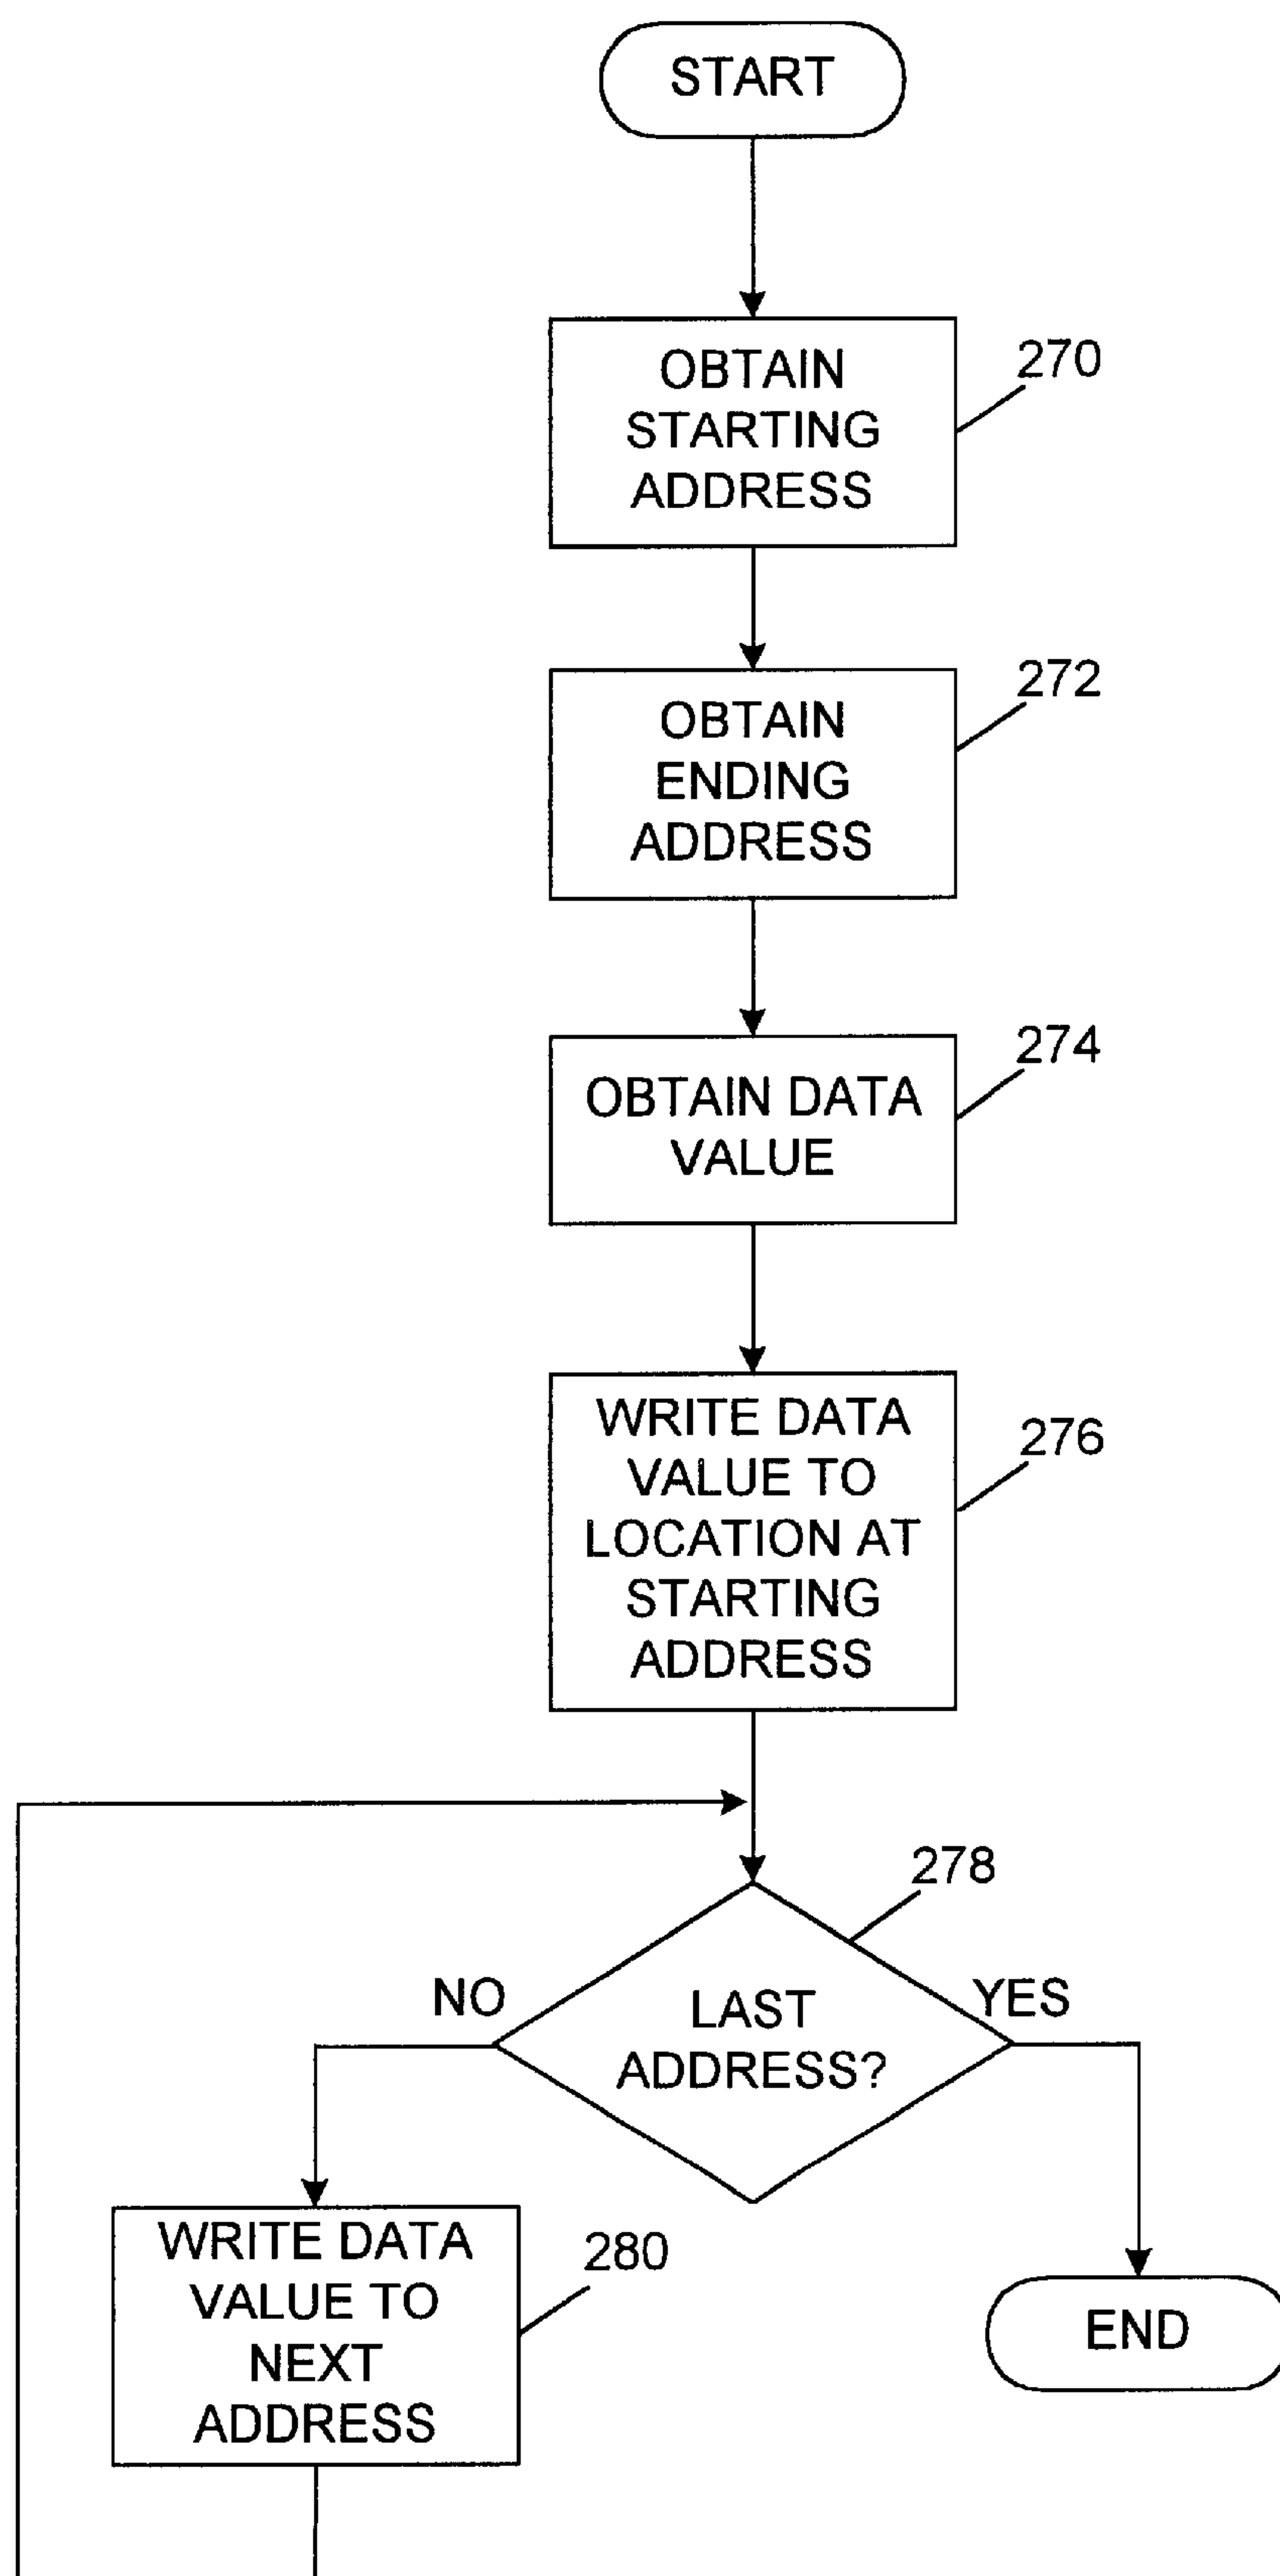 START
OBTAIN
STARTING
ADDRESS
270
OBTAIN
ENDING
ADDRESS
272
OBTAIN DATA
VALUE
274
WRITE DATA
VALUE TO
LOCATION AT
STARTING
ADDRESS
276
278
NO
LAST
ADDRESS?
YES
WRITE DATA
VALUE TO
NEXT
ADDRESS
280
END